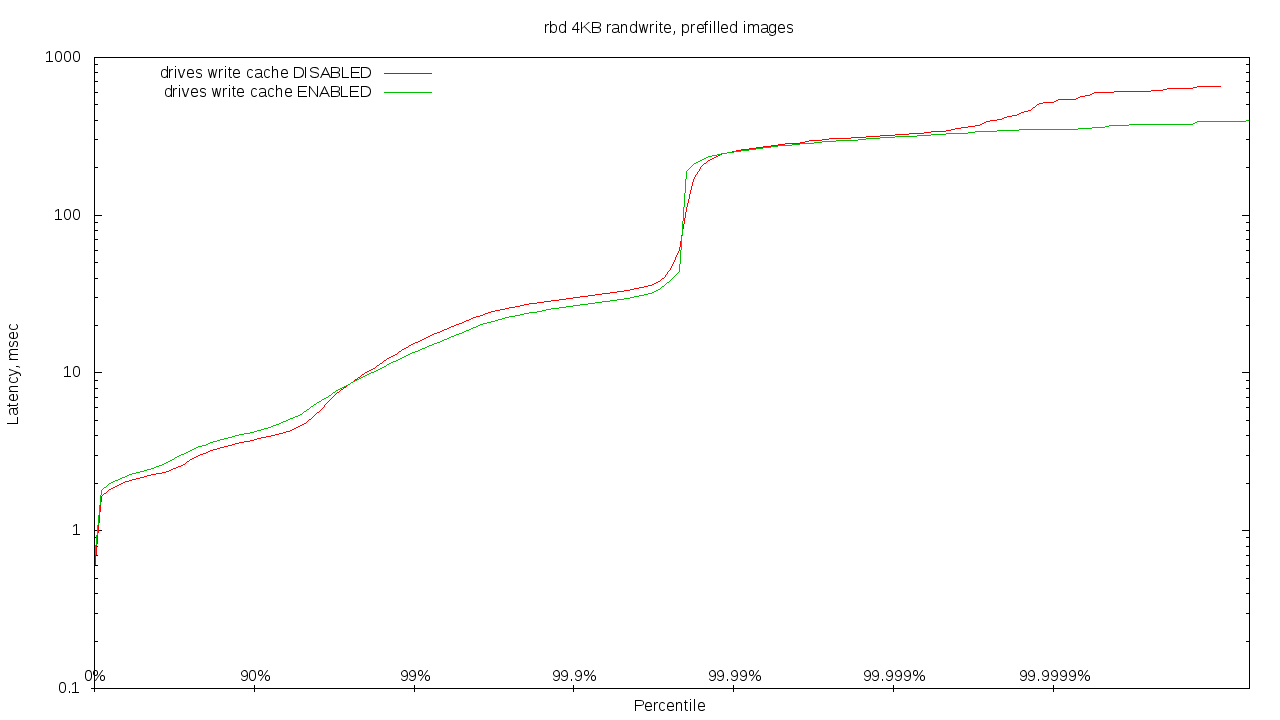 rbd 4KB randwrite, prefilled images
1000
drives write cache DISABLED
drives write cache ENABLED
100
10
1
0.1
Latency, msec
0% 90% 99% 99.9% 99.99% 99.999% 99.9999%
Percentile